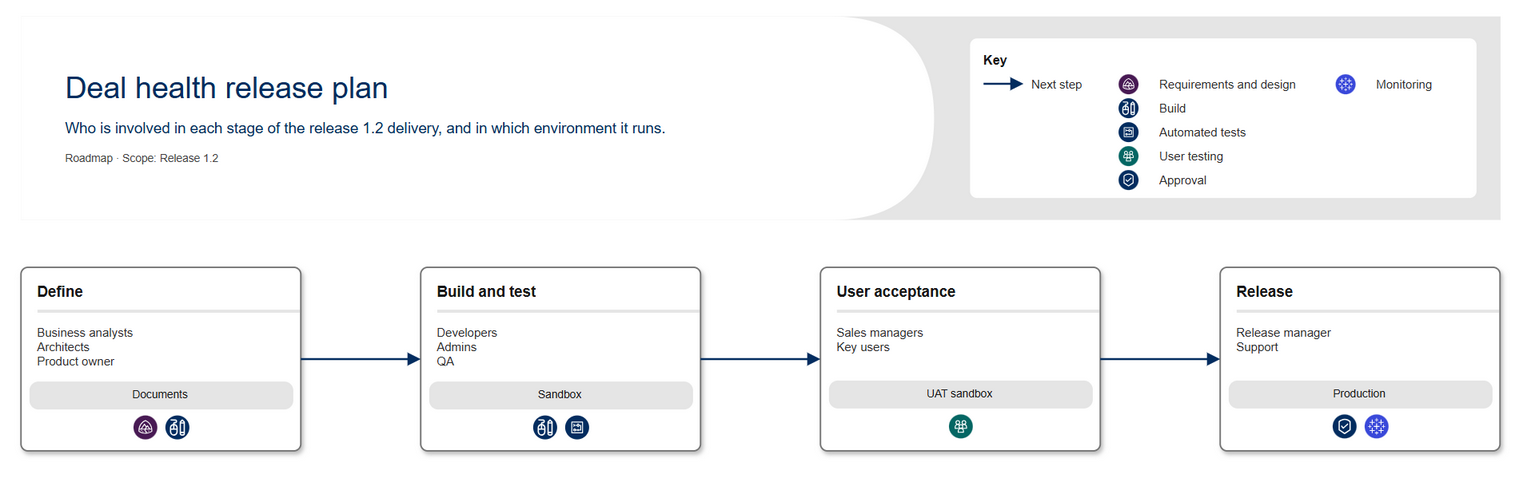 Deal health release plan
Who is involved in each stage of the release 1.2 delivery, and in which environment it runs.
Roadmap · Scope: Release 1.2
Key
Next step
Requirements and design
Monitoring
Build
Automated tests
User testing
Approval
Define
Business analysts
Architects
Product owner
Documents
Build and test
Developers
Admins
QA
Sandbox
User acceptance
Sales managers
Key users
UAT sandbox
Release
Release manager
Support
Production